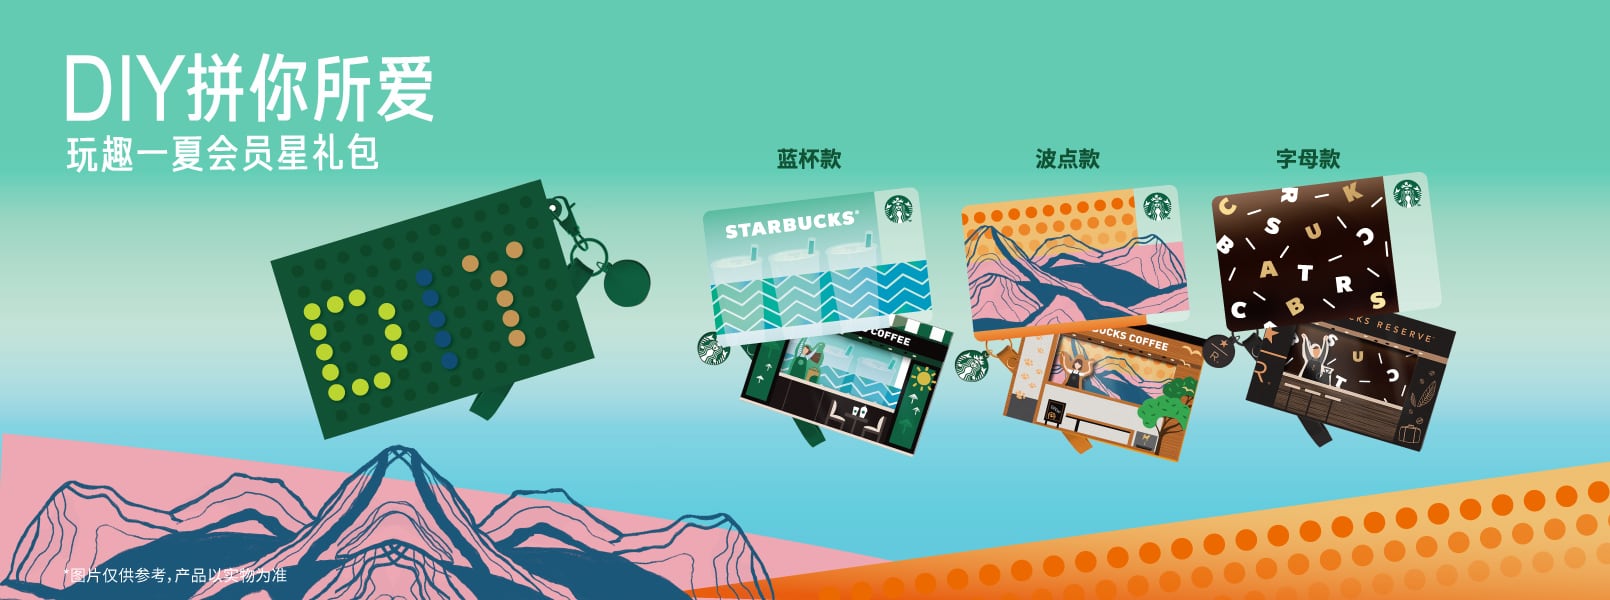 DIY拼你所爱
玩趣一夏会员星礼包
蓝杯款
波点款
字母款
STARBUCKS®
COFFEE
BUCKS COFFEE
KS RESERVE
C R K
S U
B C
A T R
C B S
R
S U
T C
R
DIY
*图片仅供参考,产品以实物为准